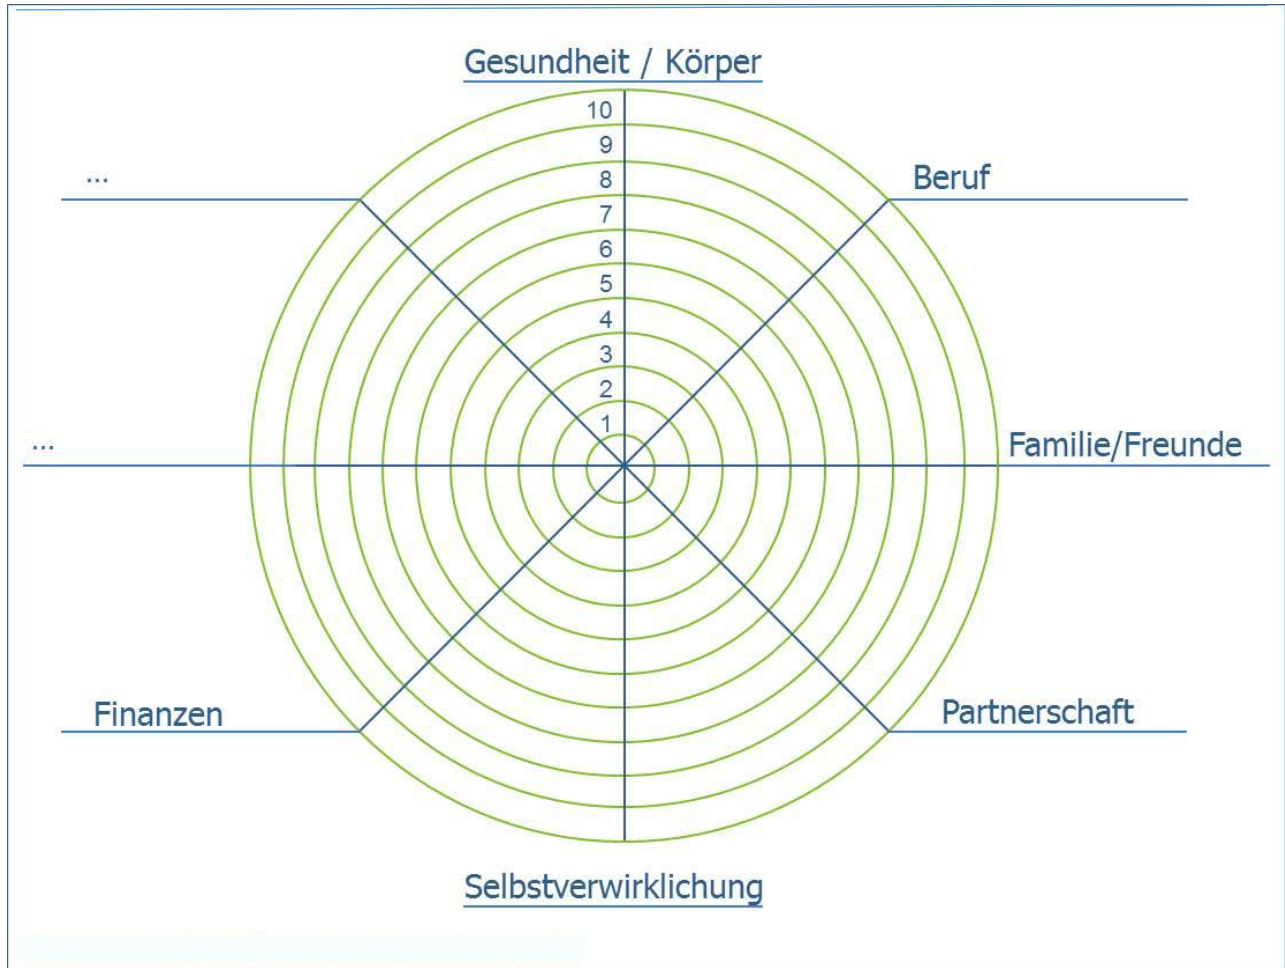 Gesundheit / Körper
10
9
8
7
6
5
4
3
2
1
...
Beruf
...
Familie/Freunde
Finanzen
Partnerschaft
Selbstverwirklichung